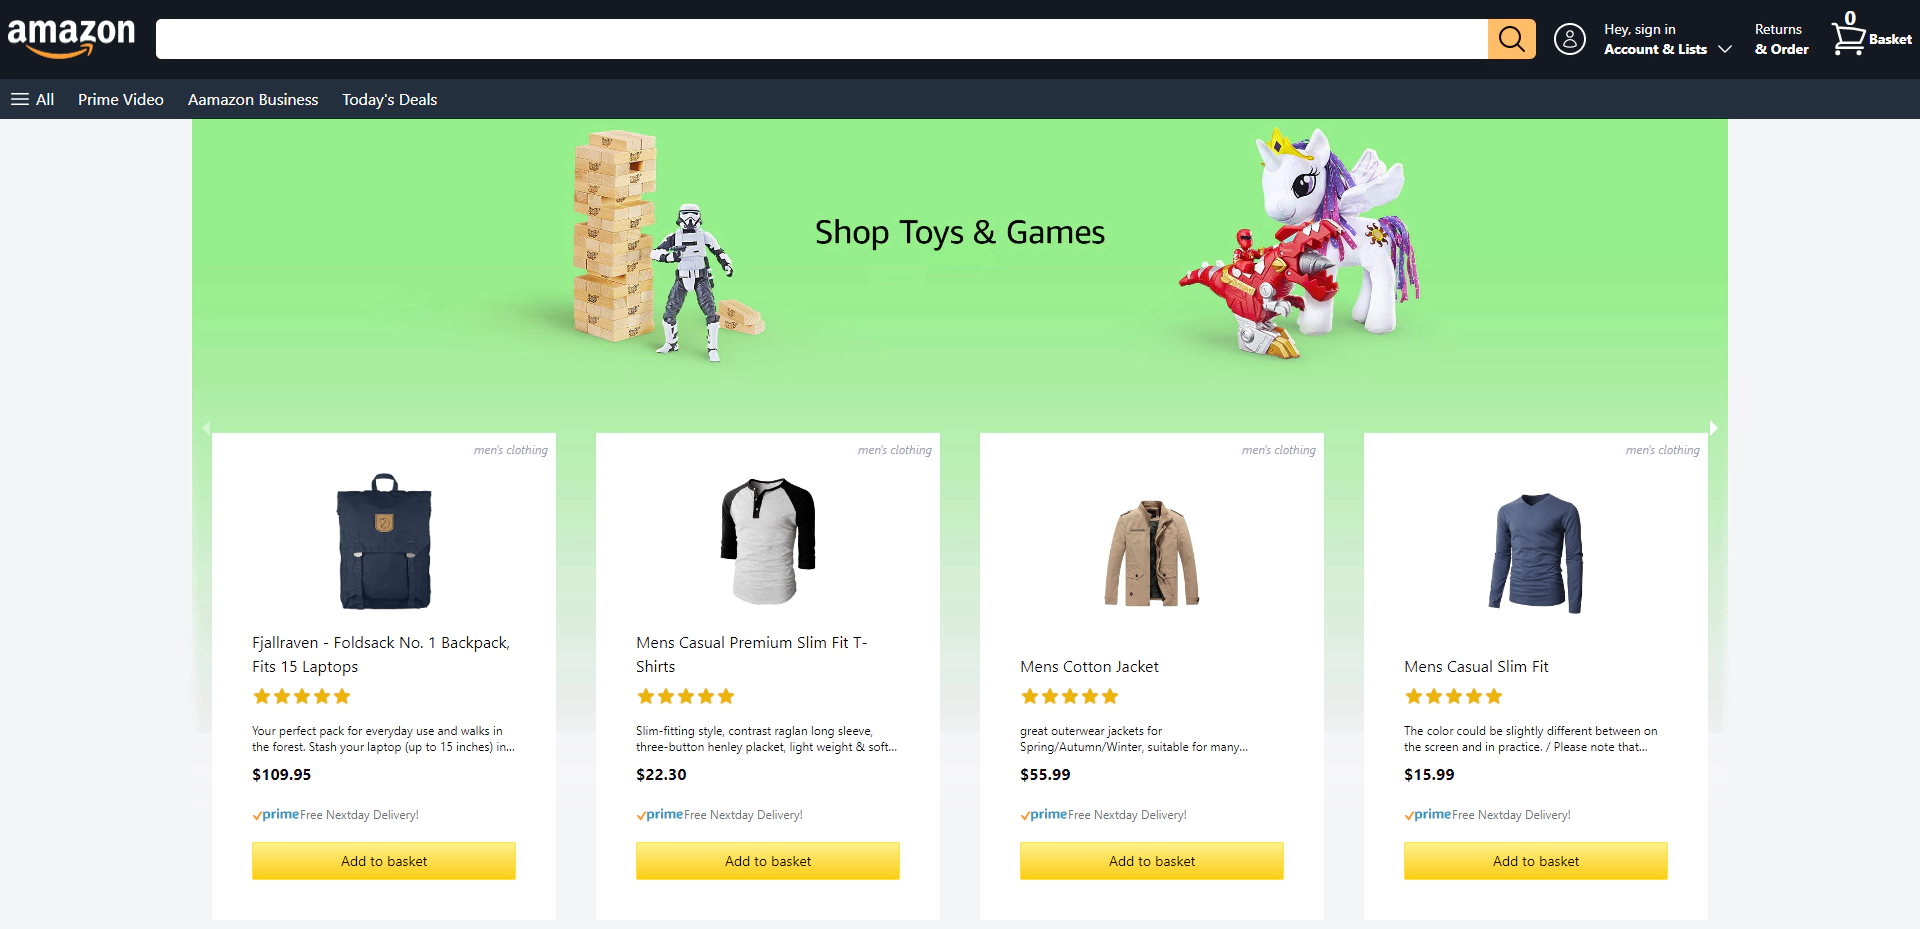 amazon
Hey, sign in
Account & Lists
Returns
& Order
0
Basket
All
Prime Video
Aamazon Business
Today's Deals
Shop Toys & Games
men's clothing
Fjallraven - Foldsack No. 1 Backpack,
Fits 15 Laptops
Your perfect pack for everyday use and walks in
the forest. Stash your laptop (up to 15 inches) in...
$109.95
prime Free Nextday Delivery!
Add to basket
men's clothing
Mens Casual Premium Slim Fit T-
Shirts
Slim-fitting style, contrast raglan long sleeve,
three-button henley placket, light weight & soft...
$22.30
prime Free Nextday Delivery!
Add to basket
men's clothing
Mens Cotton Jacket
great outerwear jackets for
Spring/Autumn/Winter, suitable for many...
$55.99
prime Free Nextday Delivery!
Add to basket
men's clothing
Mens Casual Slim Fit
The color could be slightly different between on
the screen and in practice. / Please note that...
$15.99
prime Free Nextday Delivery!
Add to basket